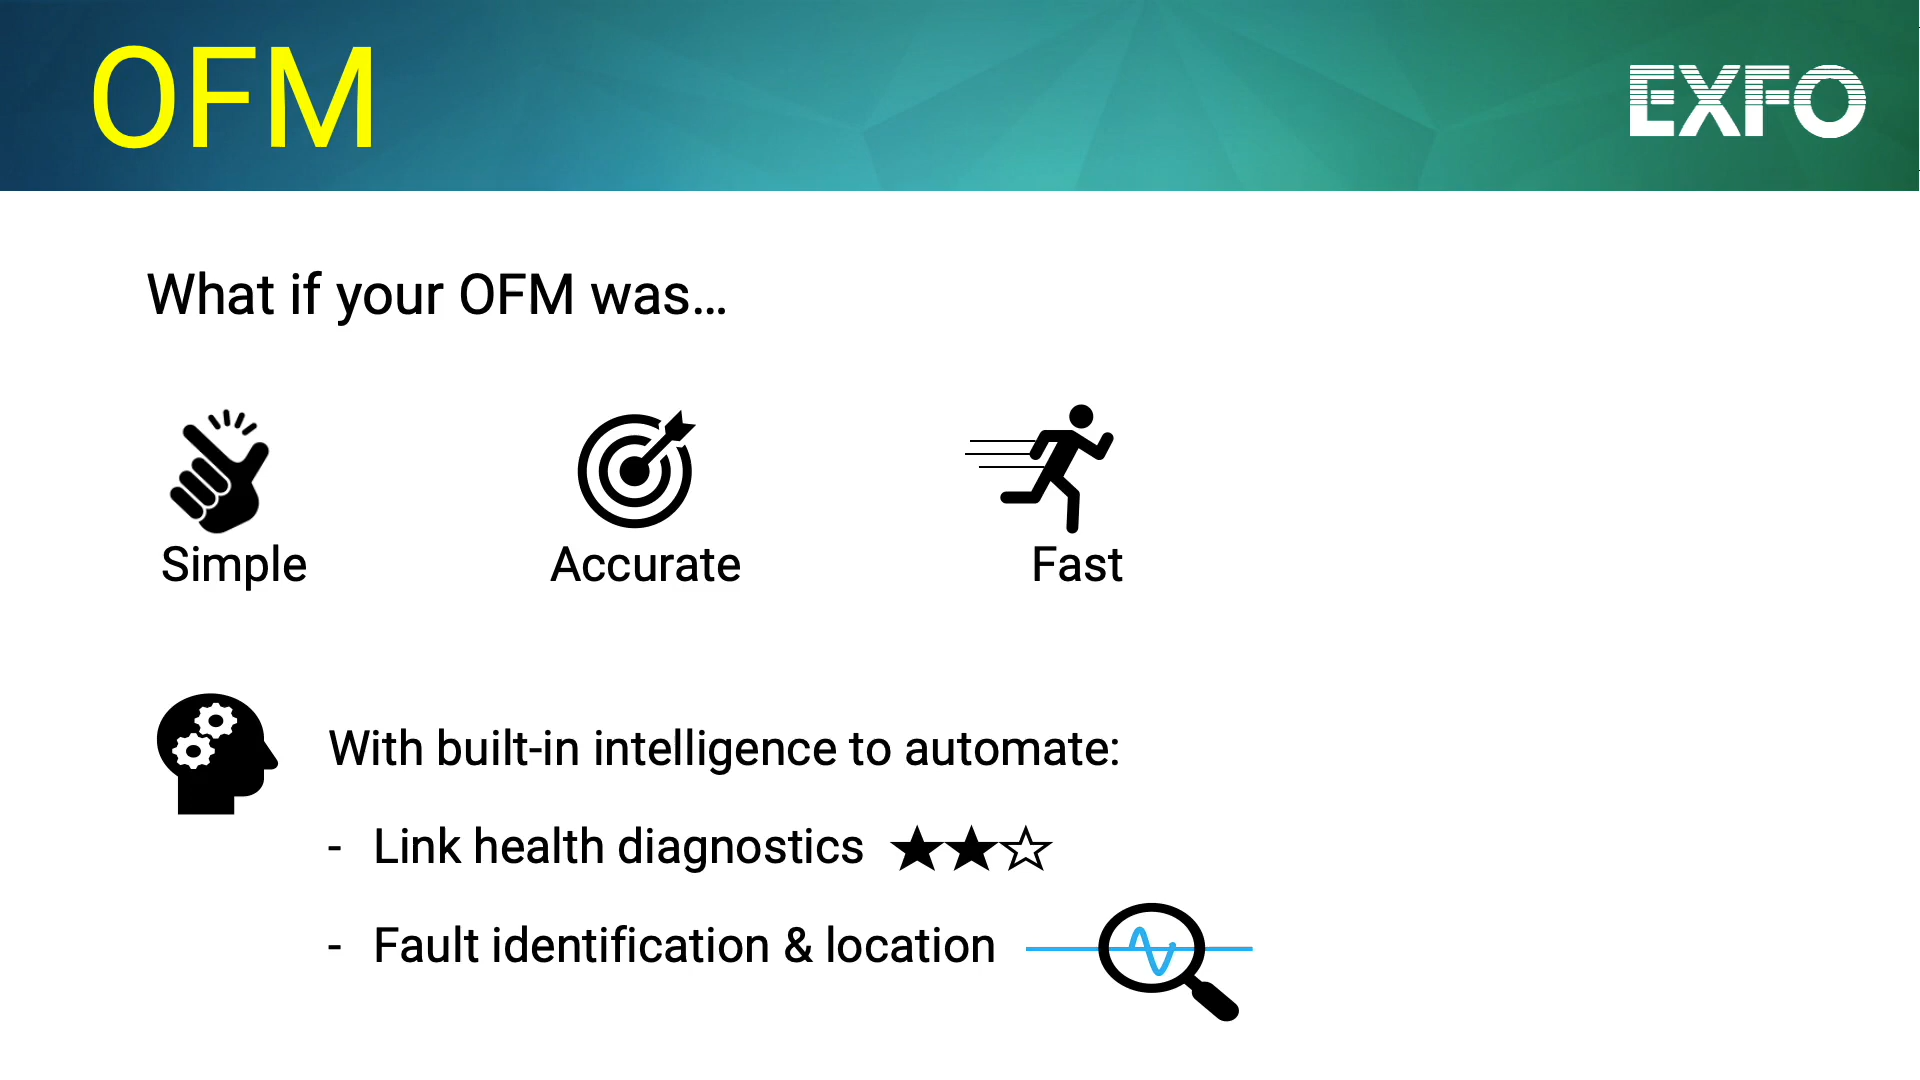 OFM
EXFO
What if your OFM was…
Simple
Accurate
Fast
With built-in intelligence to automate:
- Link health diagnostics ★★☆
- Fault identification & location